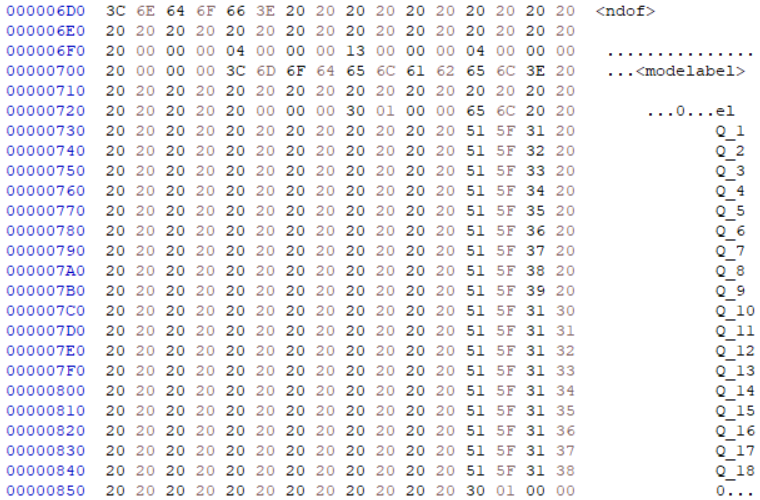 000006D0 3C 6E 64 6F 66 3E 20 20 20 20 20 20 20 20 20 20 <ndof>
000006E0 20 20 20 20 20 20 20 20 20 20 20 20 20 20 20 20
000006F0 20 00 00 00 04 00 00 00 13 00 00 00 04 00 00 00 ...............
00000700 20 00 00 00 3C 6D 6F 64 65 6C 61 62 65 6C 3E 20 ...<modelabel>
00000710 20 20 20 20 20 20 20 20 20 20 20 20 20 20 20 20
00000720 20 20 20 20 20 00 00 00 30 01 00 00 65 6C 20 20 ...0...el
00000730 20 20 20 20 20 20 20 20 20 20 20 20 51 5F 31 20 Q_1
00000740 20 20 20 20 20 20 20 20 20 20 20 20 51 5F 32 20 Q_2
00000750 20 20 20 20 20 20 20 20 20 20 20 20 51 5F 33 20 Q_3
00000760 20 20 20 20 20 20 20 20 20 20 20 20 51 5F 34 20 Q_4
00000770 20 20 20 20 20 20 20 20 20 20 20 20 51 5F 35 20 Q_5
00000780 20 20 20 20 20 20 20 20 20 20 20 20 51 5F 36 20 Q_6
00000790 20 20 20 20 20 20 20 20 20 20 20 20 51 5F 37 20 Q_7
000007A0 20 20 20 20 20 20 20 20 20 20 20 20 51 5F 38 20 Q_8
000007B0 20 20 20 20 20 20 20 20 20 20 20 20 51 5F 39 20 Q_9
000007C0 20 20 20 20 20 20 20 20 20 20 20 20 51 5F 31 30 Q_10
000007D0 20 20 20 20 20 20 20 20 20 20 20 20 51 5F 31 31 Q_11
000007E0 20 20 20 20 20 20 20 20 20 20 20 20 51 5F 31 32 Q_12
000007F0 20 20 20 20 20 20 20 20 20 20 20 20 51 5F 31 33 Q_13
00000800 20 20 20 20 20 20 20 20 20 20 20 20 51 5F 31 34 Q_14
00000810 20 20 20 20 20 20 20 20 20 20 20 20 51 5F 31 35 Q_15
00000820 20 20 20 20 20 20 20 20 20 20 20 20 51 5F 31 36 Q_16
00000830 20 20 20 20 20 20 20 20 20 20 20 20 51 5F 31 37 Q_17
00000840 20 20 20 20 20 20 20 20 20 20 20 20 51 5F 31 38 Q_18
00000850 20 20 20 20 20 20 20 20 20 20 20 20 30 01 00 00 0...